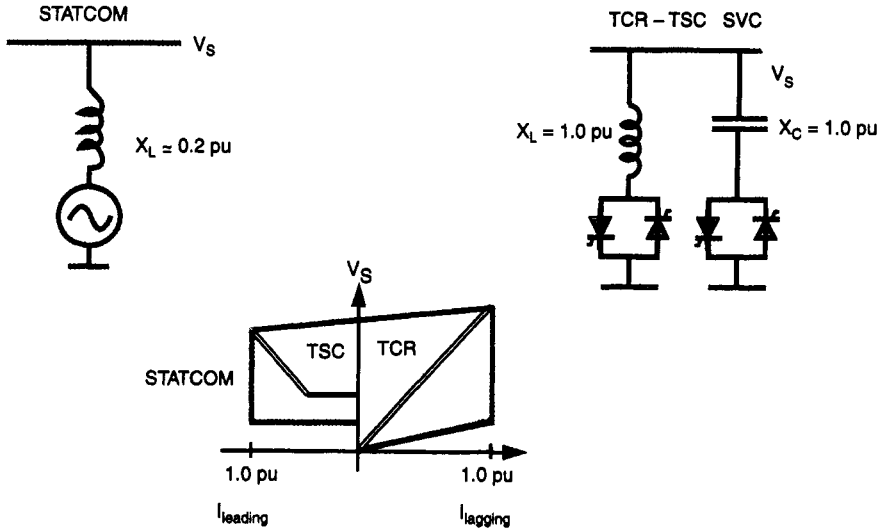 STATCOM
V_S
X_L ≃ 0.2 pu
TCR – TSC SVC
V_S
X_L = 1.0 pu
X_C = 1.0 pu
V_S
TSC
TCR
STATCOM
1.0 pu
1.0 pu
I_leading
I_lagging